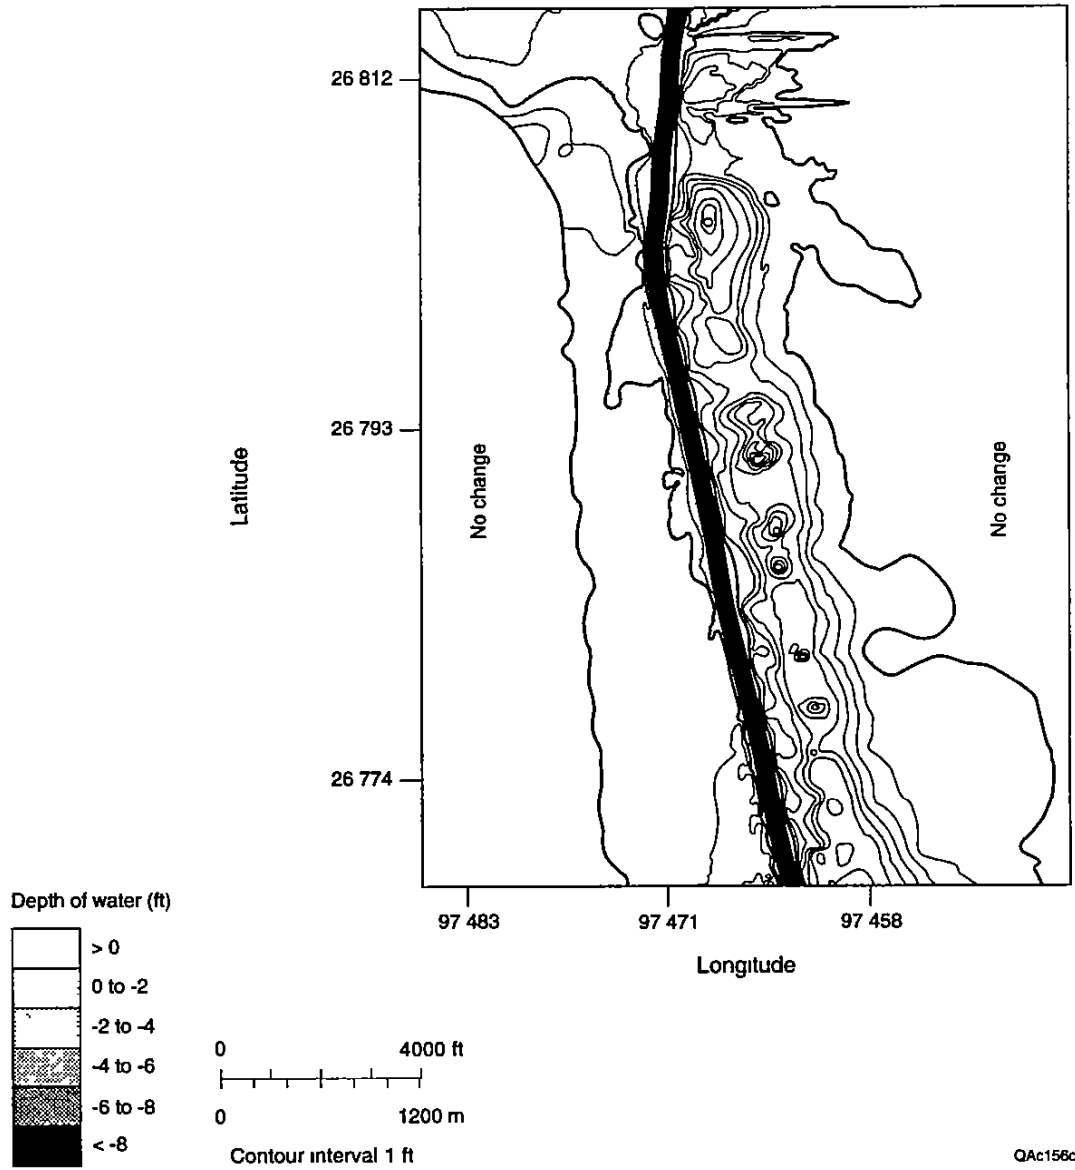 26 812
26 793
26 774
Latitude
No change
No change
97 483
97 471
97 458
Longitude
Depth of water (ft)
> 0
0 to -2
-2 to -4
-4 to -6
-6 to -8
< -8
0 4000 ft
0 1200 m
Contour interval 1 ft
QAc156c